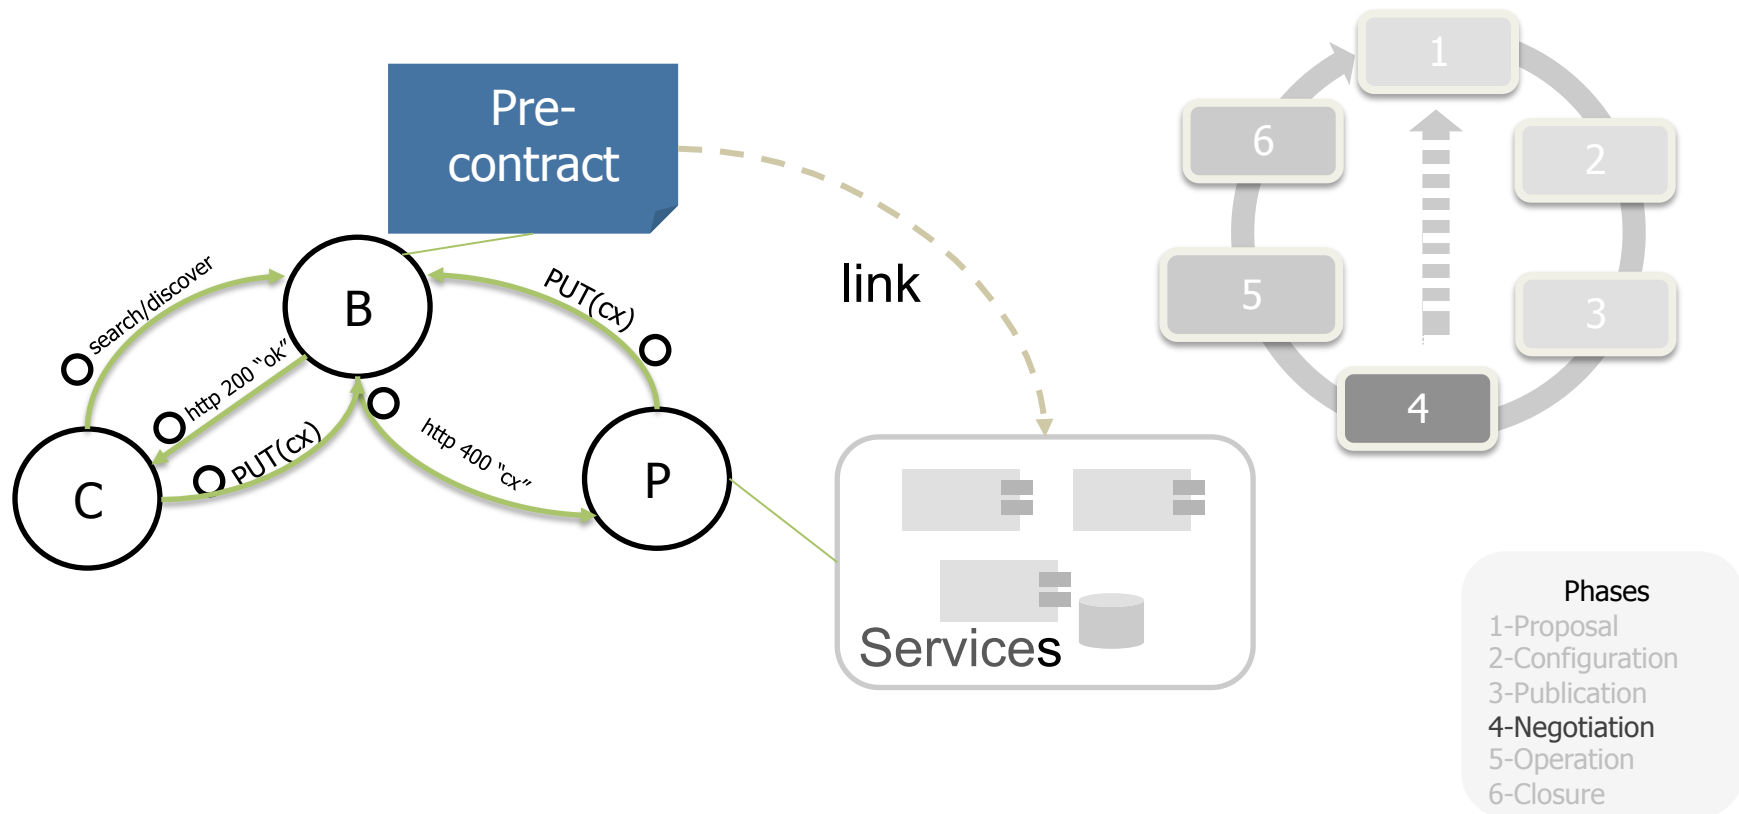 Pre-
contract
search/discover
B
http 200 “ok”
PUT(cx)
C
PUT(cx)
http 400 “cx”
P
link
Services
1
2
3
4
5
6
Phases
1-Proposal
2-Configuration
3-Publication
4-Negotiation
5-Operation
6-Closure